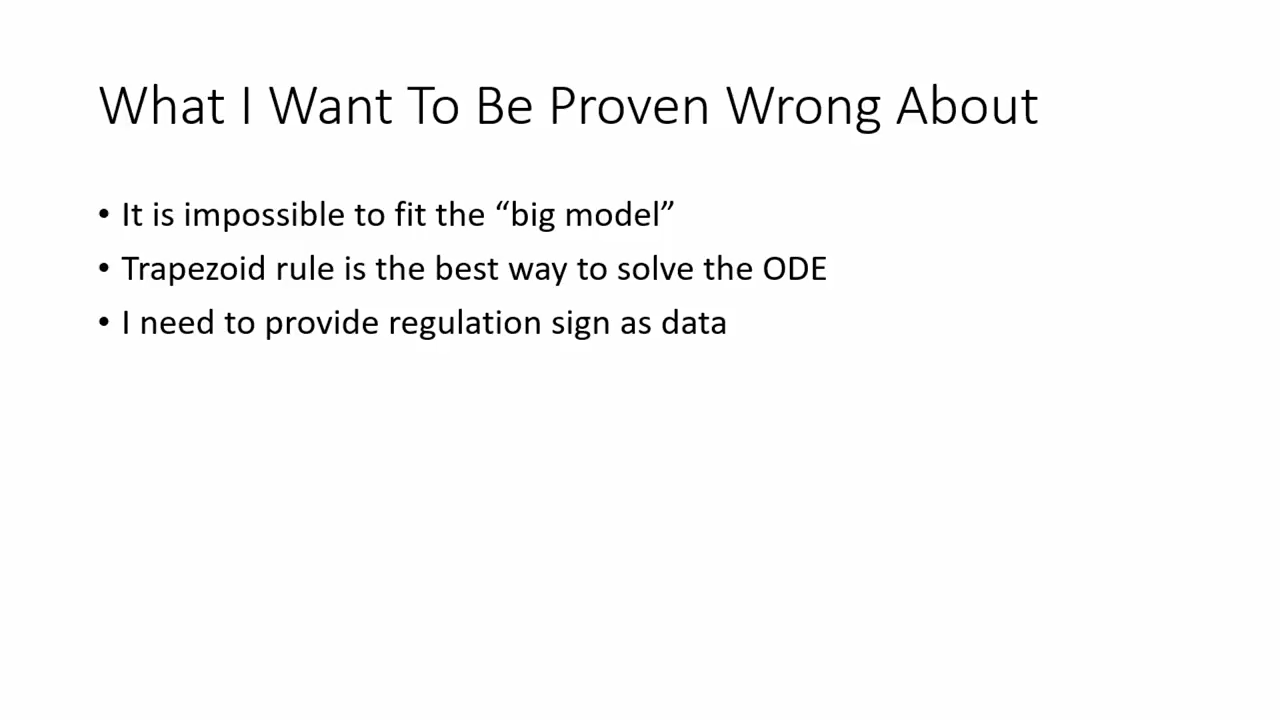 What I Want To Be Proven Wrong About
• It is impossible to fit the “big model”
• Trapezoid rule is the best way to solve the ODE
• I need to provide regulation sign as data